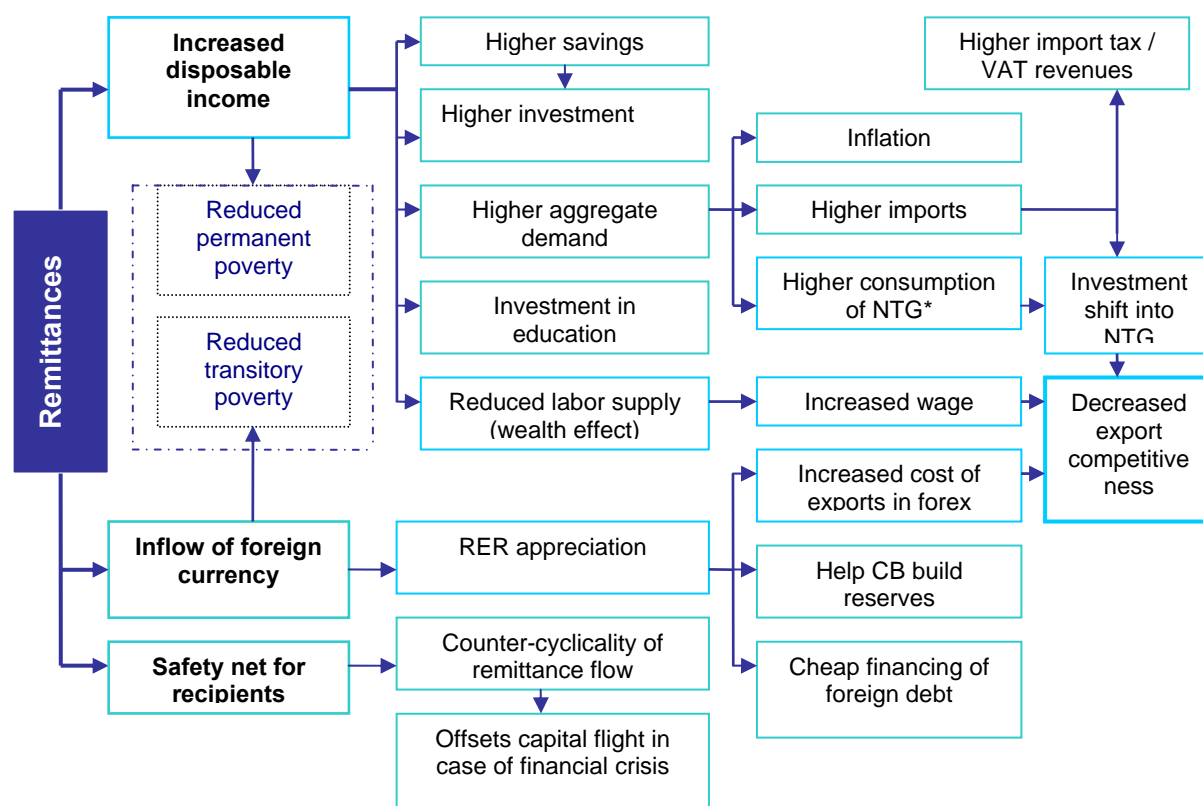 Remittances
Increased
disposable
income
Reduced
permanent
poverty
Reduced
transitory
poverty
Inflow of foreign
currency
Safety net for
recipients
Higher savings
Higher investment
Higher aggregate
demand
Investment in
education
Reduced labor supply
(wealth effect)
RER appreciation
Counter-cyclicality of
remittance flow
Offsets capital flight in
case of financial crisis
Inflation
Higher imports
Higher consumption
of NTG*
Increased wage
Increased cost of
exports in forex
Help CB build
reserves
Cheap financing of
foreign debt
Higher import tax /
VAT revenues
Investment
shift into
NTG
Decreased
export
competitive
ness